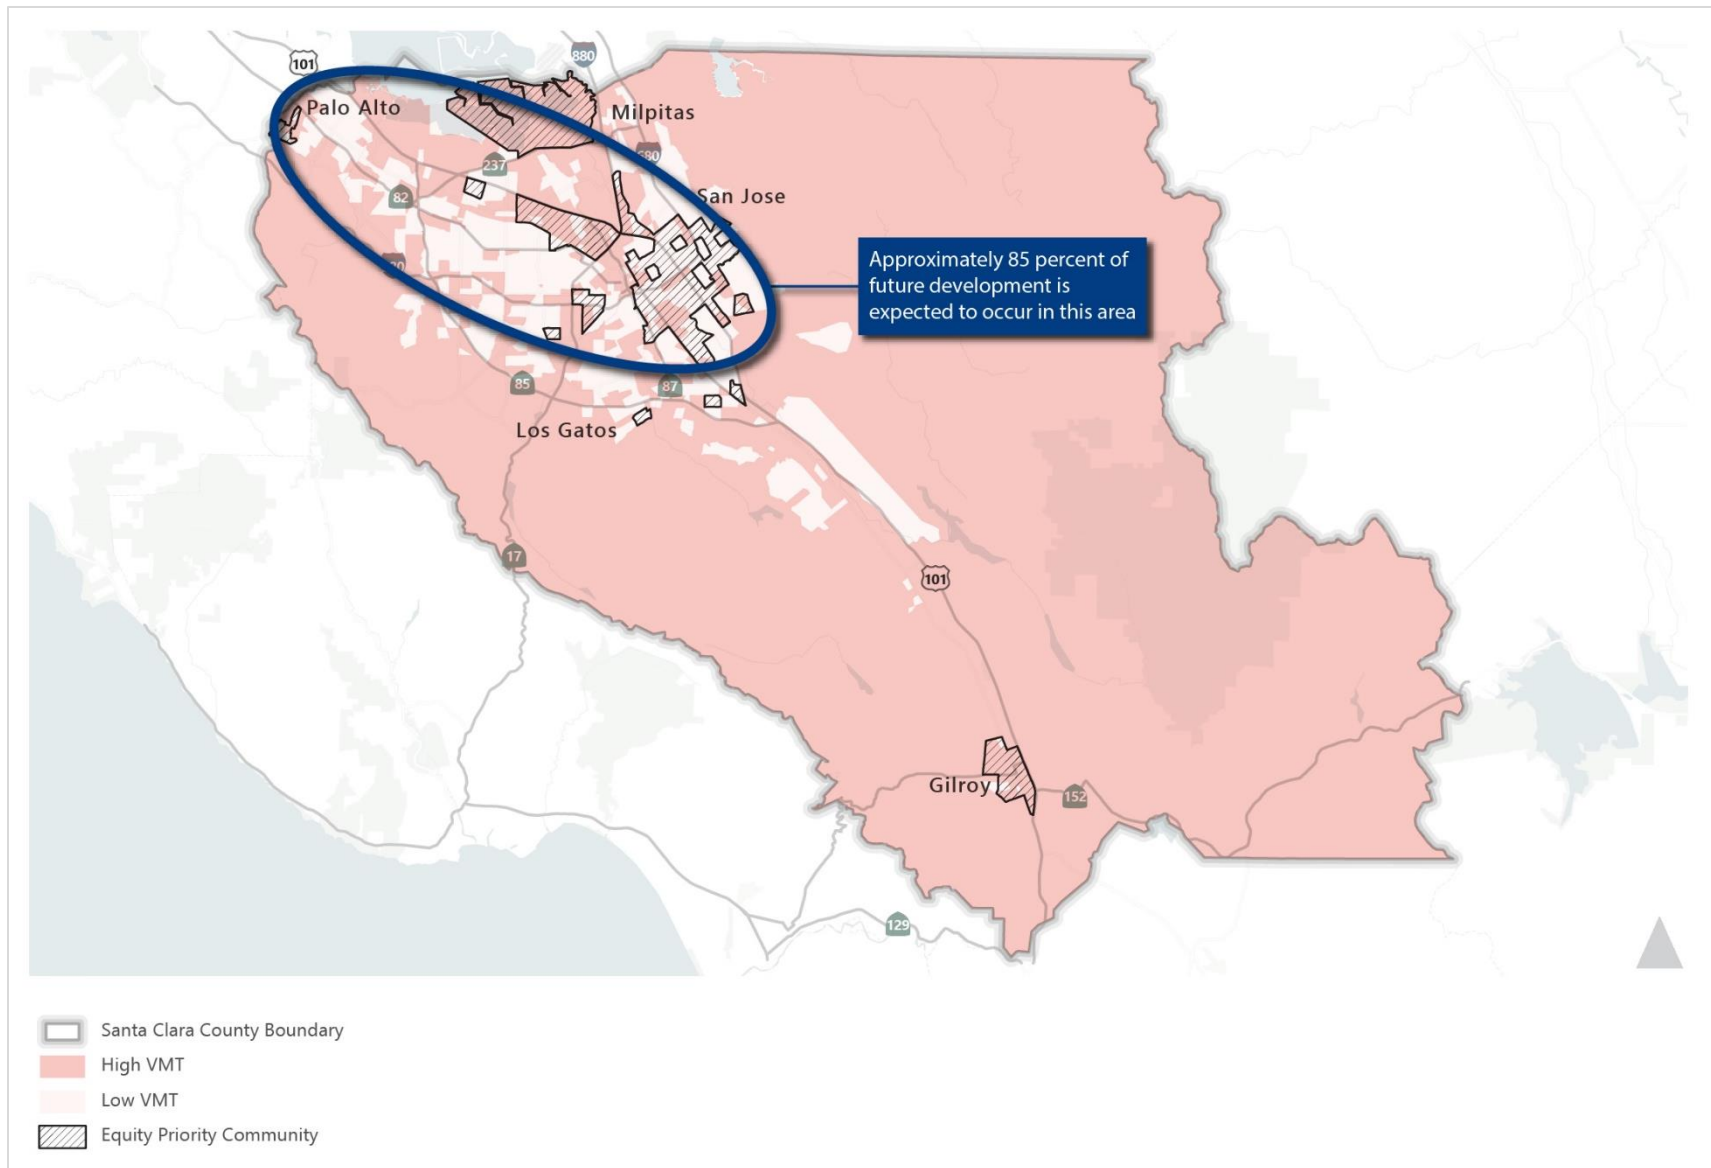 101
880
Palo Alto
Milpitas
680
237
82
San Jose
Approximately 85 percent of
future development is
expected to occur in this area
85
87
Los Gatos
17
101
Gilroy
152
129
Santa Clara County Boundary
High VMT
Low VMT
Equity Priority Community